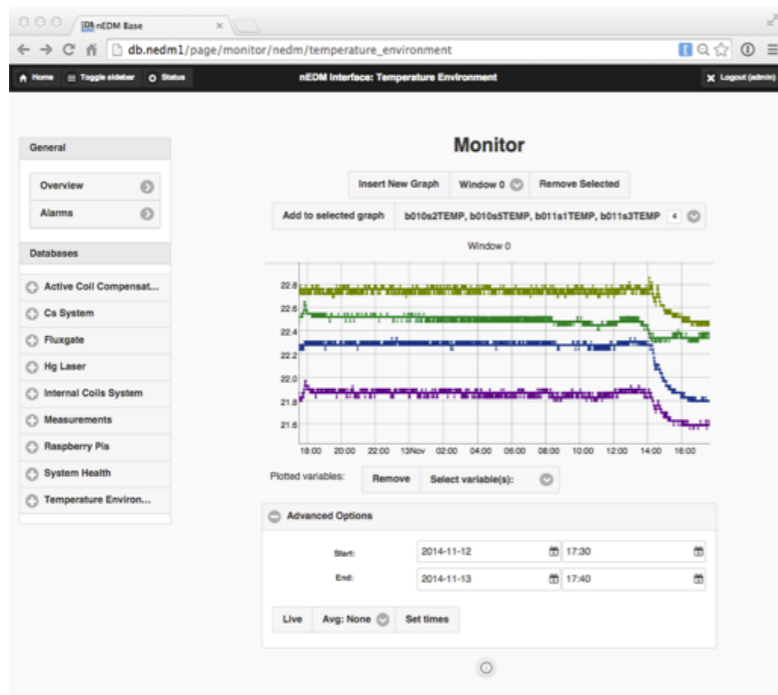 nEDM Base
db.nedm1/page/monitor/nedm/temperature_environment
Home Toggle sidebar Status nEDM Interface: Temperature Environment Logout (admin)
General
Overview
Alarms
Databases
Active Coil Compensat...
Cs System
Fluxgate
Hg Laser
Internal Coils System
Measurements
Raspberry Pis
System Health
Temperature Environ...
Monitor
Insert New Graph Window 0 Remove Selected
Add to selected graph b010s2TEMP, b010s5TEMP, b011s1TEMP, b011s3TEMP 4
Window 0
22.8
22.6
22.4
22.2
22.0
21.8
21.6
18:00 20:00 22:00 13Nov 02:00 04:00 06:00 08:00 10:00 12:00 14:00 16:00
Plotted variables: Remove Select variable(s):
Advanced Options
Start: 2014-11-12 17:30
End: 2014-11-13 17:40
Live Avg: None Set times